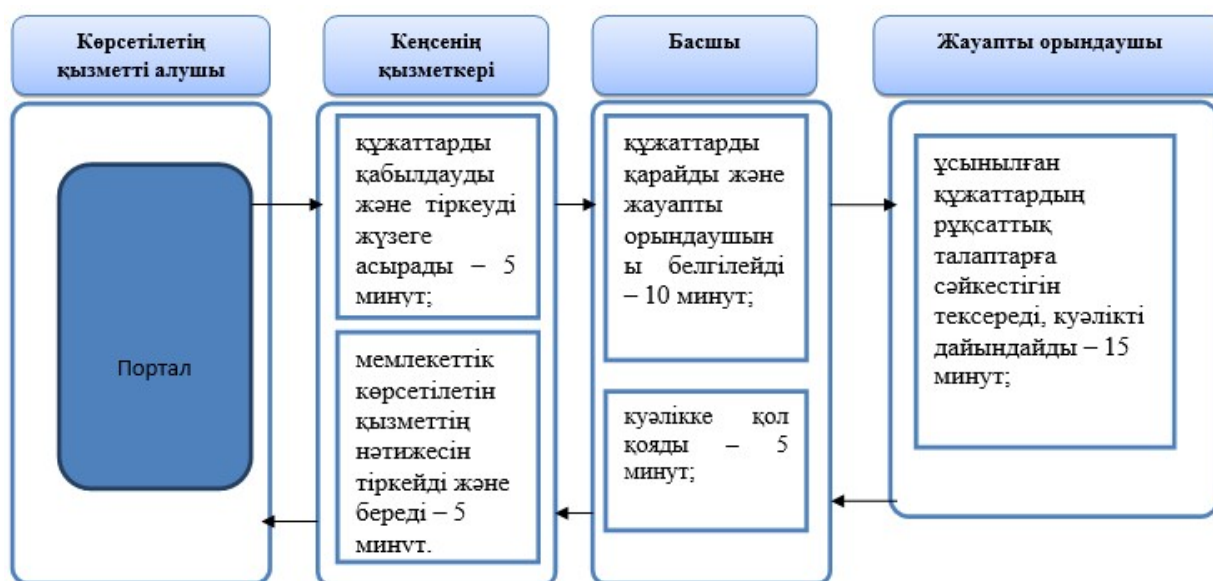 Көрсетілетің
қызметті алушы
Кеңсенің
қызметкері
Басшы
Жауапты орындаушы
Портал
құжаттарды
қабылдауды
және тіркеуді
жүзеге
асырады – 5
минут;
мемлекеттік
көрсетілетін
қызметтің
нәтижесін
тіркейді және
береді – 5
минут.
құжаттарды
қарайды және
жауапты
орындаушын
ы белгілейді
– 10 минут;
куәлікке қол
қояды – 5
минут;
ұсынылған
құжаттардың
рұқсаттық
талаптарға
сәйкестігін
тексереді, куәлікті
дайындайды – 15
минут;